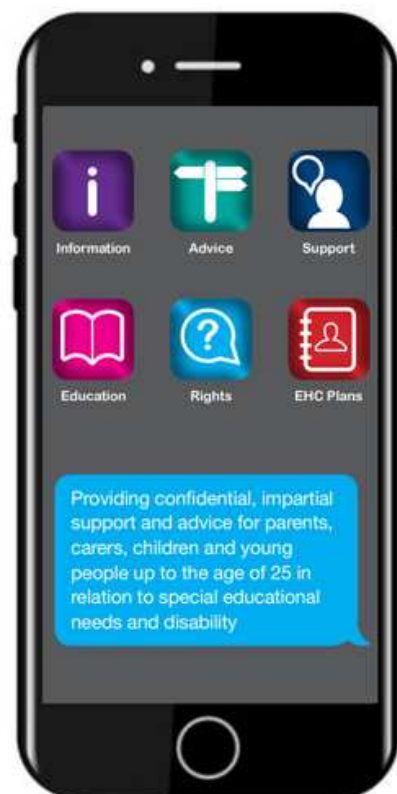 Information Advice Support
Education Rights EHC Plans
Providing confidential, impartial
support and advice for parents,
carers, children and young
people up to the age of 25 in
relation to special educational
needs and disability